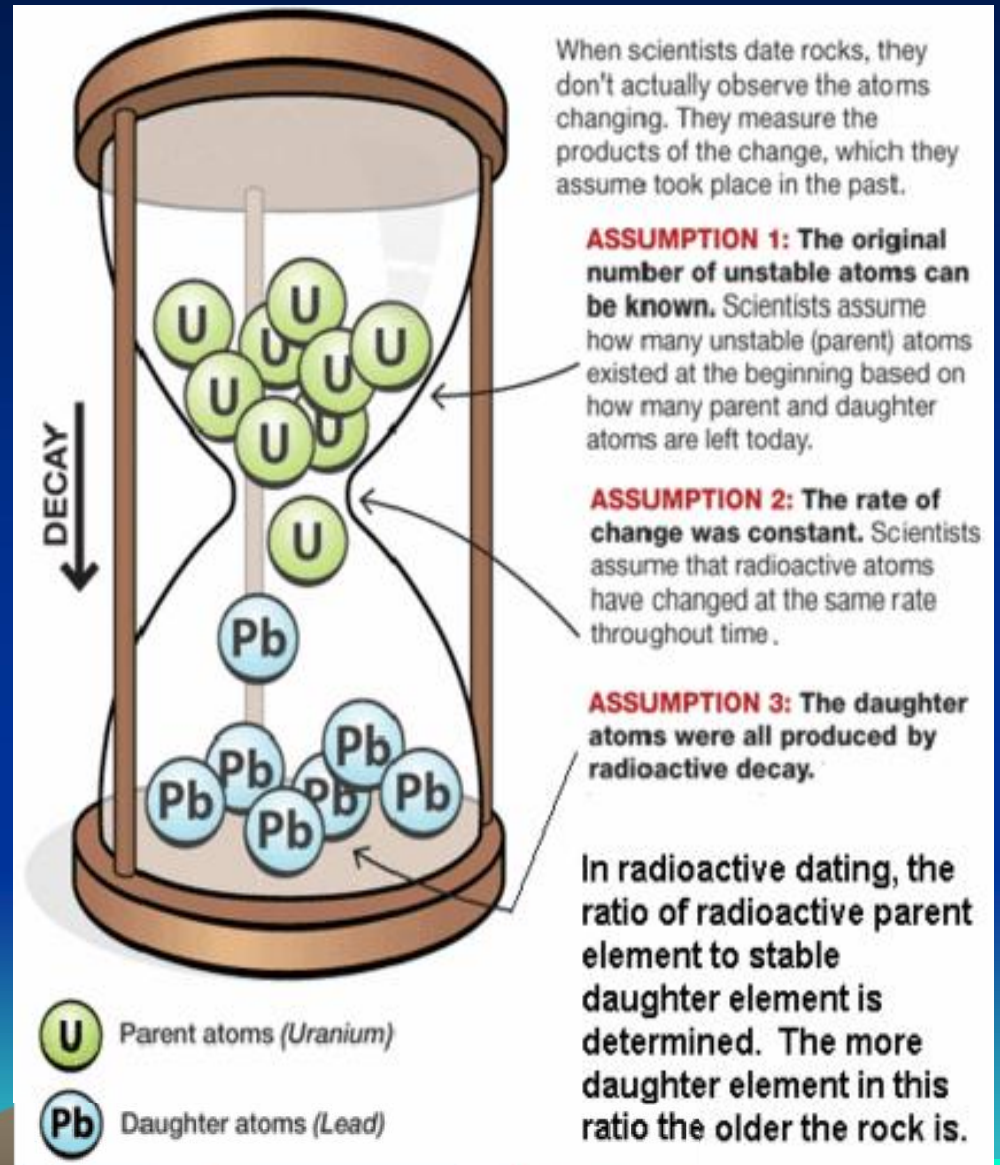 When scientists date rocks, they
don't actually observe the atoms
changing. They measure the
products of the change, which they
assume took place in the past.
ASSUMPTION 1: The original
number of unstable atoms can
be known. Scientists assume
how many unstable (parent) atoms
existed at the beginning based on
how many parent and daughter
atoms are left today.
U
U
U
U
U
U
U
U
DECAY
ASSUMPTION 2: The rate of
change was constant. Scientists
assume that radioactive atoms
have changed at the same rate
throughout time.
U
Pb
ASSUMPTION 3: The daughter
atoms were all produced by
radioactive decay.
Pb
Pb
Pb
Pb
Pb
Pb
In radioactive dating, the
ratio of radioactive parent
element to stable
daughter element is
determined. The more
daughter element in this
ratio the older the rock is.
U Parent atoms (Uranium)
Pb Daughter atoms (Lead)